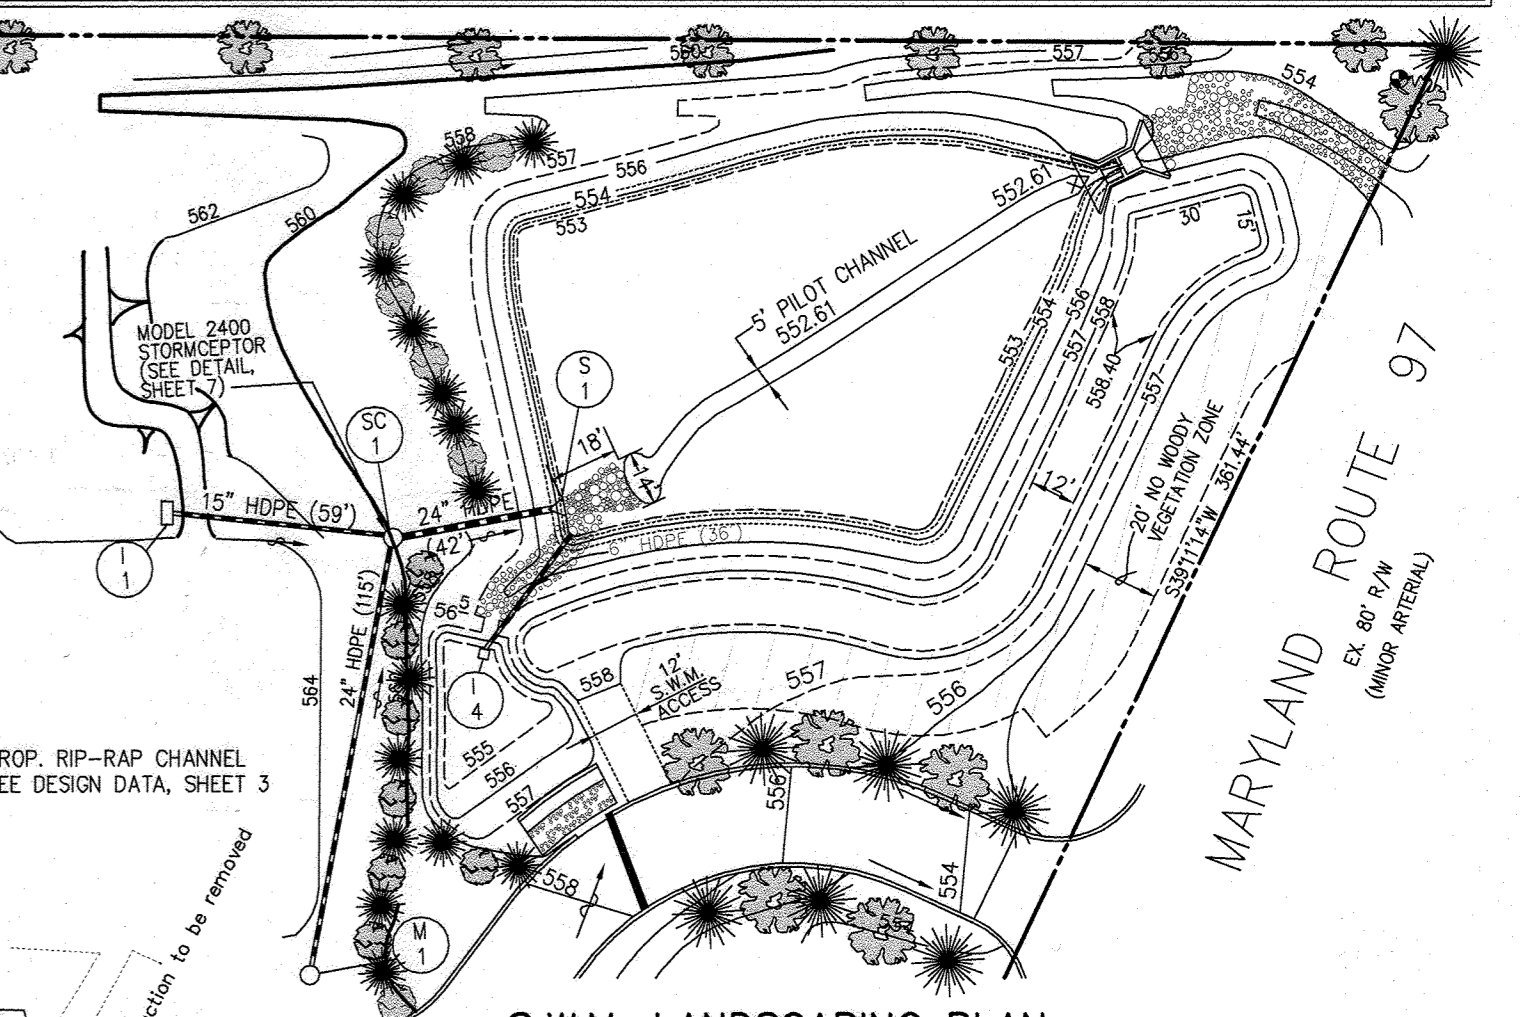 560
557
556
554
558
557
556
554
553
562
560
552.61
30'
15'
5' PILOT CHANNEL
552.61
MODEL 2400
STORMCEPTOR
(SEE DETAIL,
SHEET 7)
S
1
SC
1
18'
14'
553
554
556
557
558
558.40
557
12'
20' NO WOODY
VEGETATION ZONE
S39°11'14"W 361.44'
MARYLAND ROUTE 97
EX. 80' R/W
(MINOR ARTERIAL)
15" HDPE (59')
24" HDPE
(42')
6" HDPE (36')
I
1
24" HDPE (115')
564
I
4
558
12'
S.W.M.
ACCESS
557
556
555
556
557
ROP. RIP-RAP CHANNEL
EE DESIGN DATA, SHEET 3
556
554
558
M
1
ction to be removed
S.W.M. LANDSCAPING PLAN